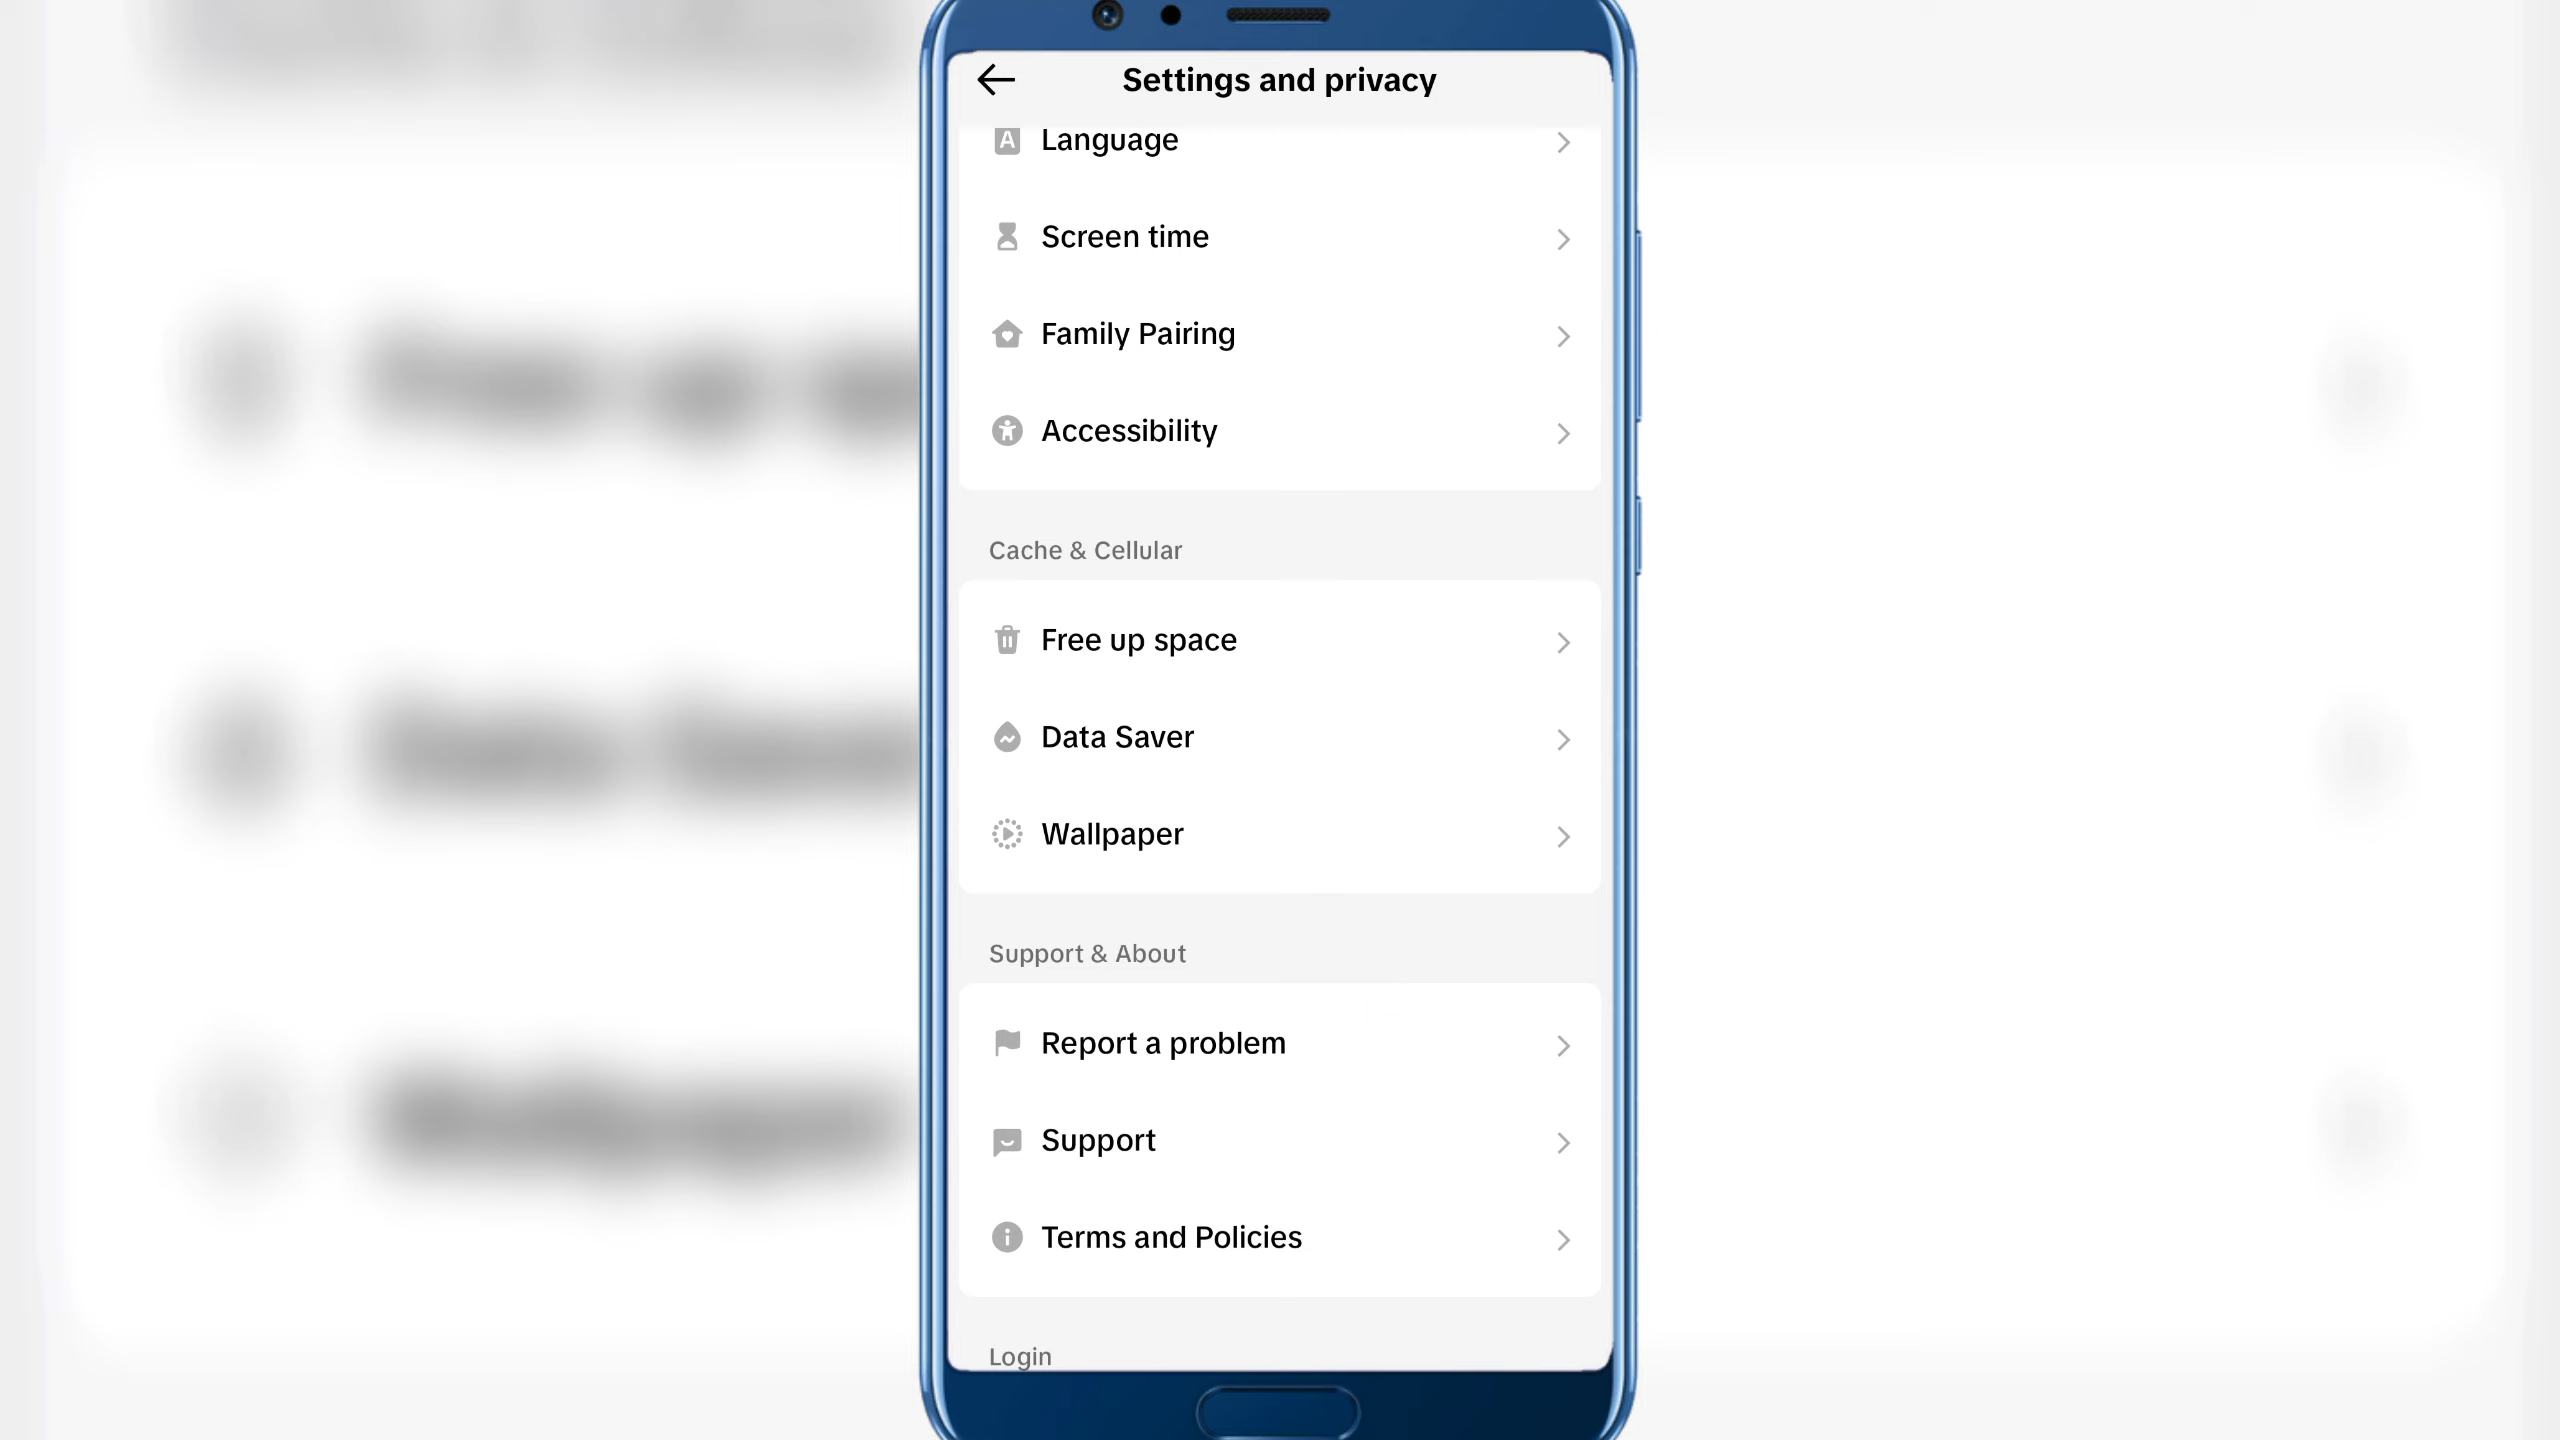 Settings and privacy
Language
Screen time
Family Pairing
Accessibility
Cache & Cellular
Free up space
Data Saver
Wallpaper
Support & About
Report a problem
Support
Terms and Policies
Login